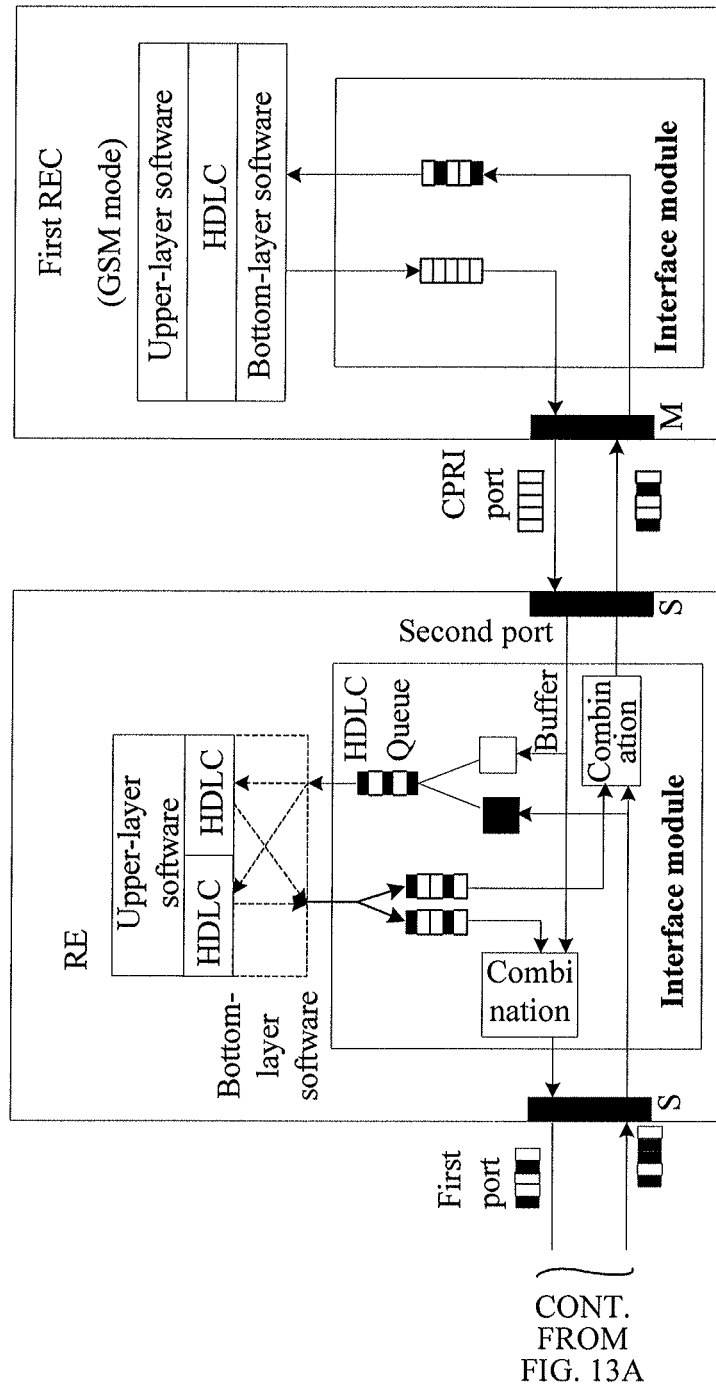 First REC
(GSM mode)
Upper-layer software
HDLC
Bottom-layer software
Interface module
M
CPRI
port
RE
Upper-layer
software
HDLC
HDLC
Bottom-
layer
software
HDLC
Queue
Buffer
Second port
S
Combin
ation
Combi
nation
Interface module
S
First
port
CONT.
FROM
FIG. 13A